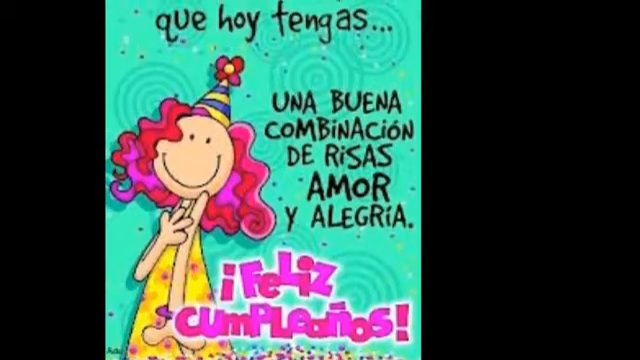 que hoy tengas...
UNA BUENA
COMBINACIÓN
DE RISAS
AMOR
Y ALEGRÍA.
¡FELIZ
CUMPLEAÑOS!